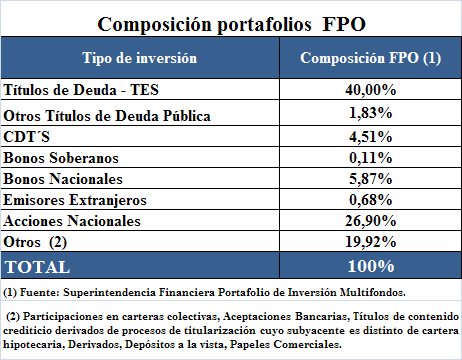 Composición portafolios FPO
Tipo de inversión Composición FPO (1)
Títulos de Deuda - TES 40,00%
Otros Títulos de Deuda Pública 1,83%
CDT´S 4,51%
Bonos Soberanos 0,11%
Bonos Nacionales 5,87%
Emisores Extranjeros 0,68%
Acciones Nacionales 26,90%
Otros (2) 19,92%
TOTAL 100%
(1) Fuente: Superintendencia Financiera Portafolio de Inversión Multifondos.
(2) Participaciones en carteras colectivas, Aceptaciones Bancarias, Títulos de contenido
crediticio derivados de procesos de titularización cuyo subyacente es distinto de cartera
hipotecaria, Derivados, Depósitos a la vista, Papeles Comerciales.